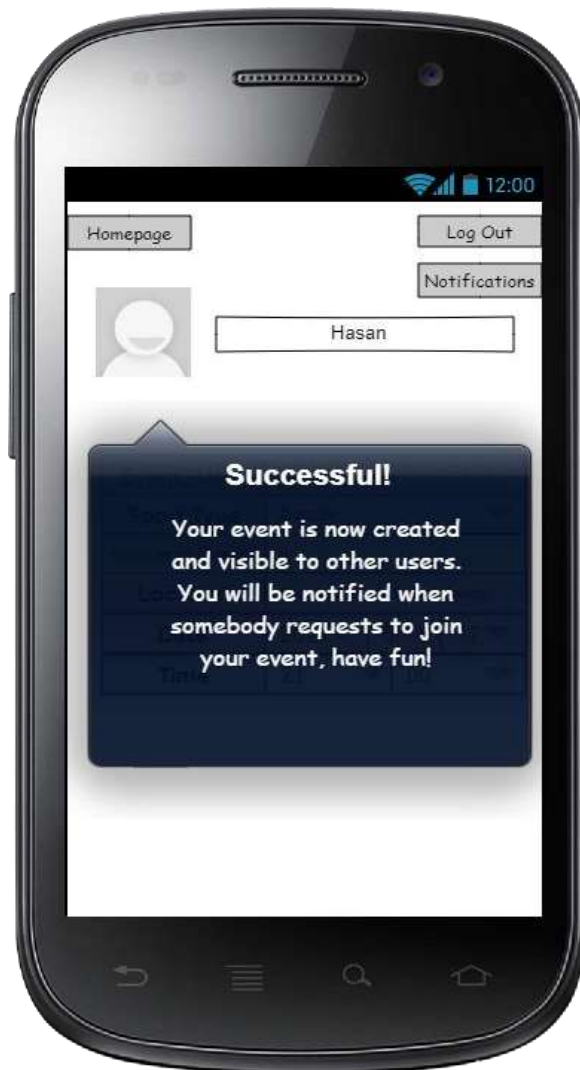 12:00
Homepage
Log Out
Notifications
Hasan
Successful!
Your event is now created
and visible to other users.
You will be notified when
somebody requests to join
your event, have fun!
Time